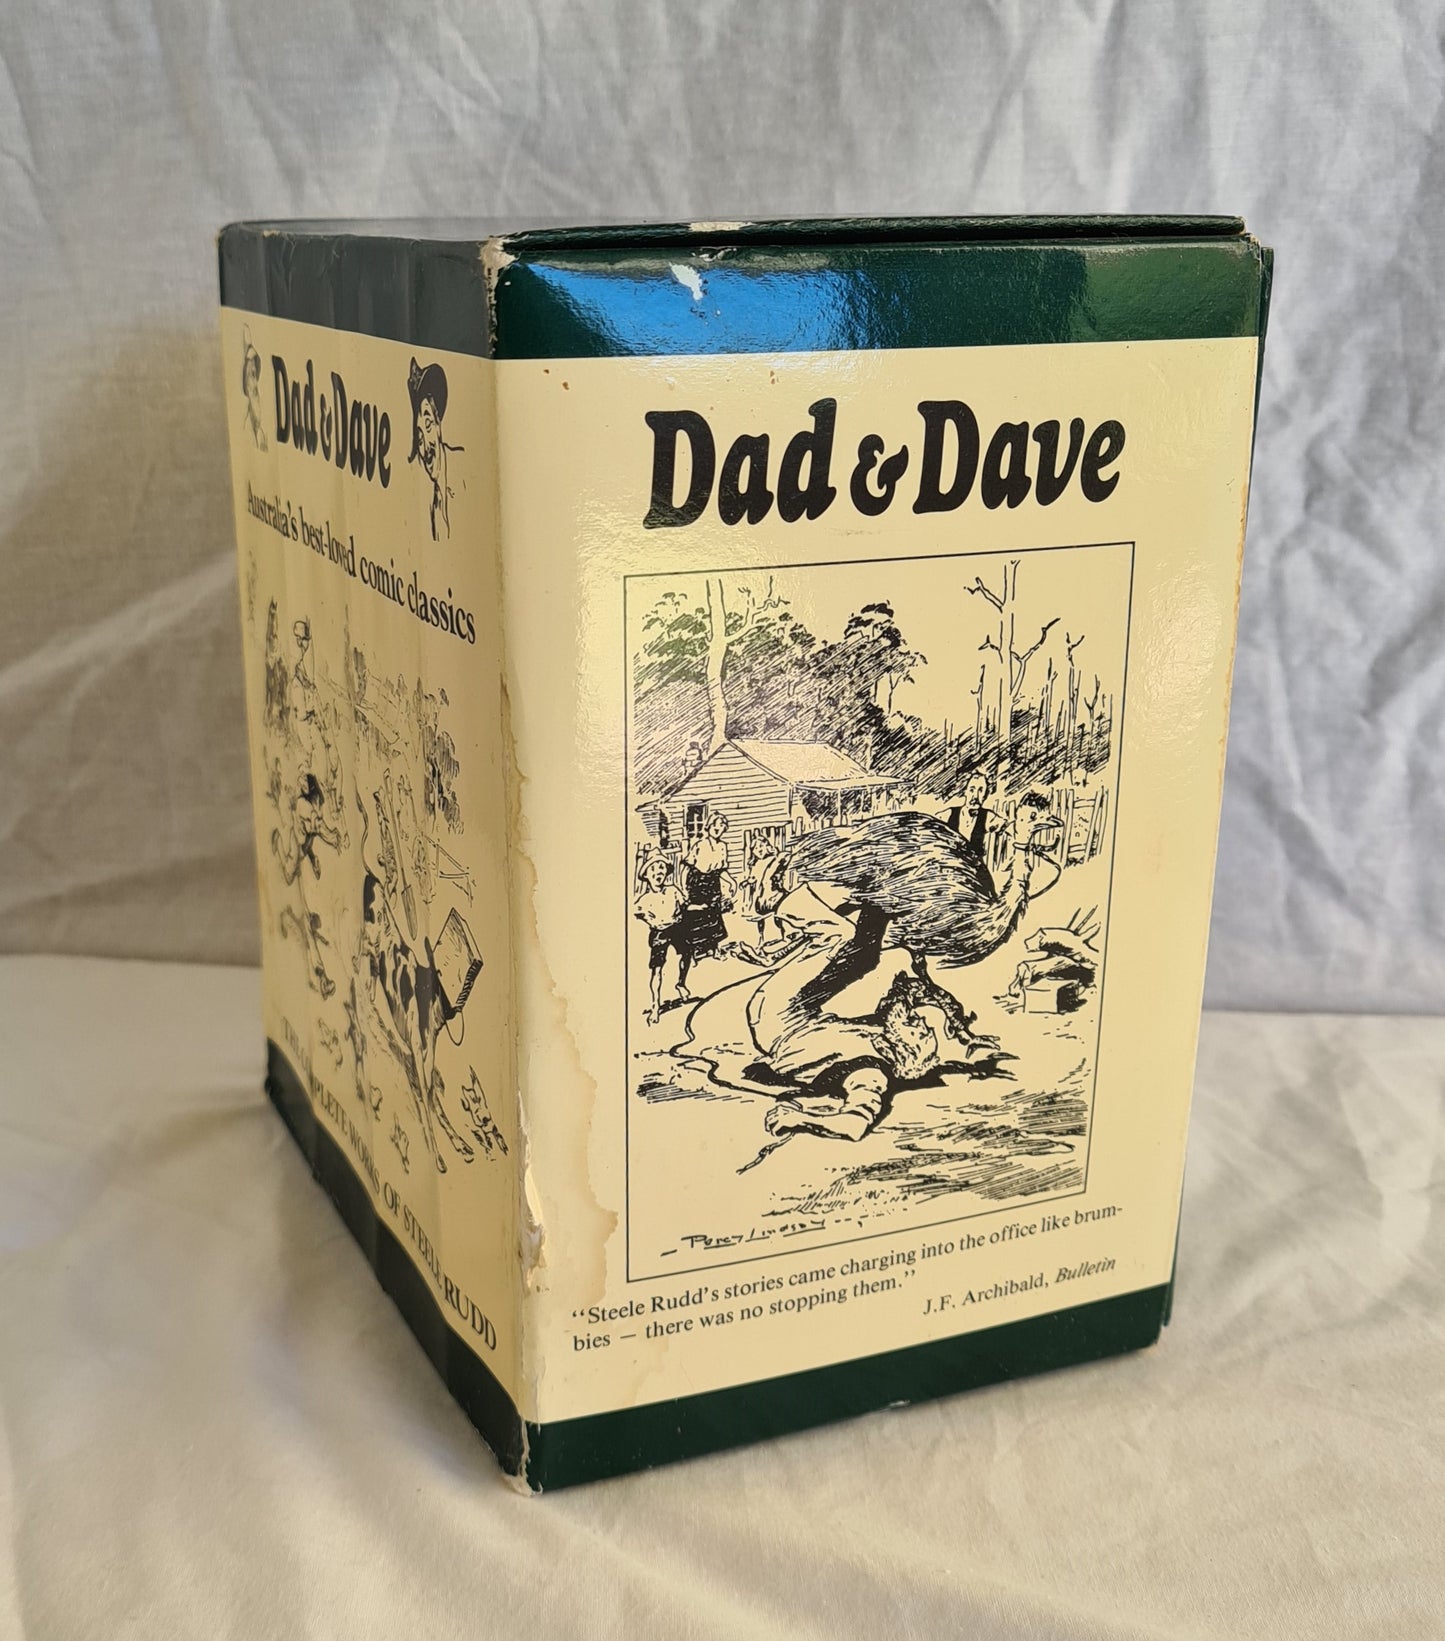 Dad & Dave
Australia's best-loved comic classics
THE COMPLETE WORKS OF STEELE RUDD
Dad & Dave
Percy Lindsay
“Steele Rudd's stories came charging into the office like brum-
bies — there was no stopping them.”
J.F. Archibald, Bulletin